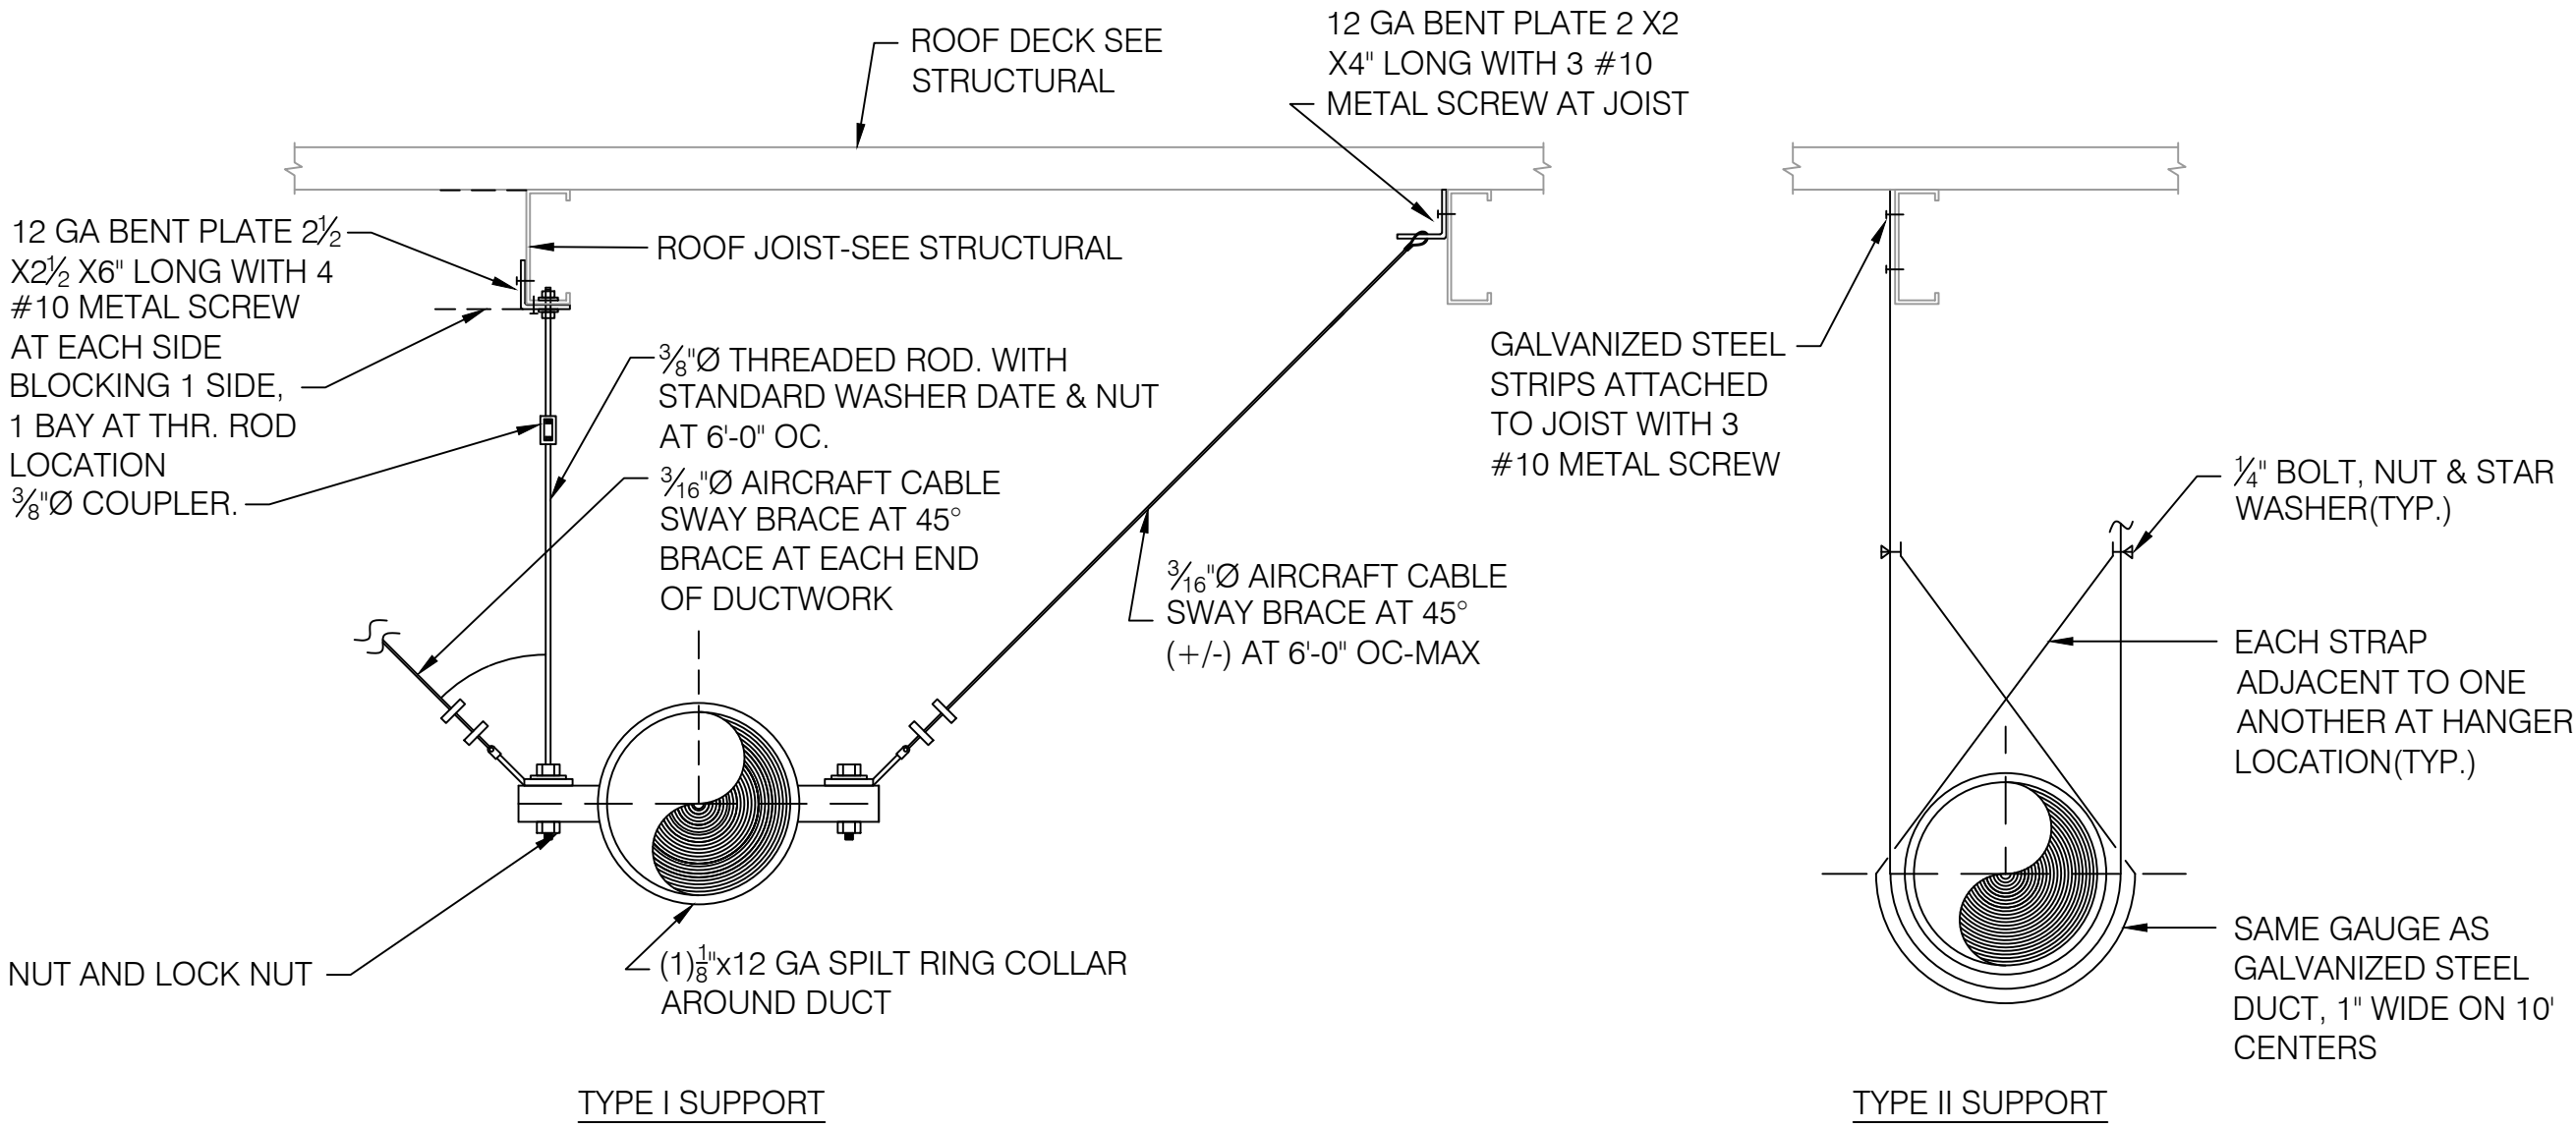 ROOF DECK SEE
STRUCTURAL
12 GA BENT PLATE 2 X2
X4" LONG WITH 3 #10
METAL SCREW AT JOIST
12 GA BENT PLATE 2½
X2½ X6" LONG WITH 4
#10 METAL SCREW
AT EACH SIDE
BLOCKING 1 SIDE,
1 BAY AT THR. ROD
LOCATION
⅜"Ø COUPLER.
ROOF JOIST-SEE STRUCTURAL
⅜"Ø THREADED ROD. WITH
STANDARD WASHER DATE & NUT
AT 6'-0" OC.
3/16"Ø AIRCRAFT CABLE
SWAY BRACE AT 45°
BRACE AT EACH END
OF DUCTWORK
3/16"Ø AIRCRAFT CABLE
SWAY BRACE AT 45°
(+/-) AT 6'-0" OC-MAX
NUT AND LOCK NUT
(1)⅛"x12 GA SPILT RING COLLAR
AROUND DUCT
TYPE I SUPPORT
GALVANIZED STEEL
STRIPS ATTACHED
TO JOIST WITH 3
#10 METAL SCREW
¼" BOLT, NUT & STAR
WASHER(TYP.)
EACH STRAP
ADJACENT TO ONE
ANOTHER AT HANGER
LOCATION(TYP.)
SAME GAUGE AS
GALVANIZED STEEL
DUCT, 1" WIDE ON 10'
CENTERS
TYPE II SUPPORT